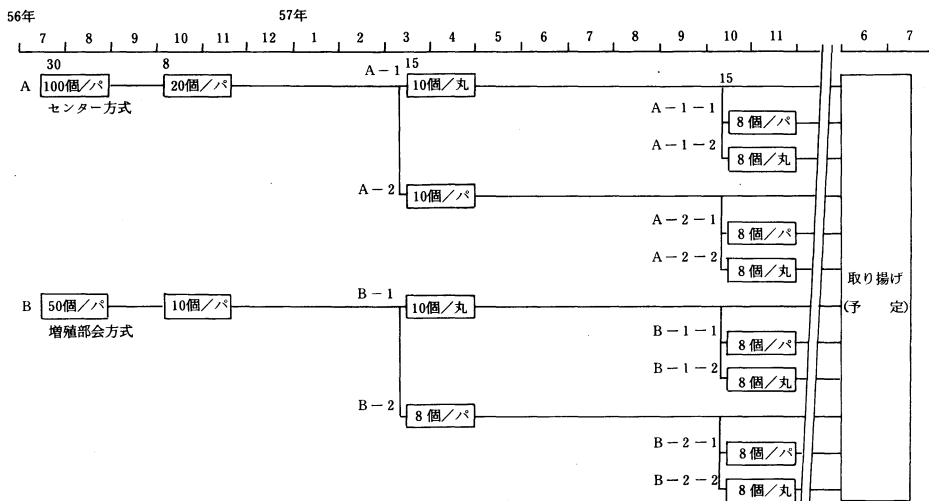 56年 57年
7 8 9 10 11 12 1 2 3 4 5 6 7 8 9 10 11 6 7
30 8 15 15
A 100個/パ 20個/パ A-1 10個/丸
センター方式
A-1-1 8個/パ
A-1-2 8個/丸
A-2 10個/パ
A-2-1 8個/パ
A-2-2 8個/丸
取り揚げ
(予 定)
B 50個/パ 10個/パ B-1 10個/丸
増殖部会方式
B-1-1 8個/パ
B-1-2 8個/丸
B-2 8個/パ
B-2-1 8個/パ
B-2-2 8個/丸